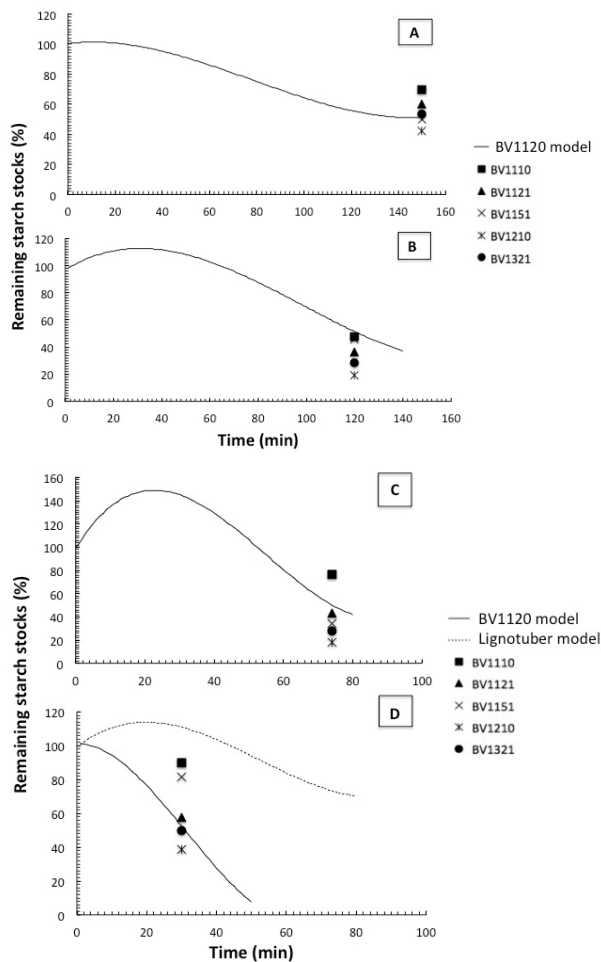 A
120
100
80
60
40
20
0
0 20 40 60 80 100 120 140 160
B
120
100
80
60
40
20
0
0 20 40 60 80 100 120 140 160
Remaining starch stocks (%)
Time (min)
BV1120 model
BV1110
BV1121
BV1151
BV1210
BV1321
C
160
140
120
100
80
60
40
20
0
0 20 40 60 80 100
D
120
100
80
60
40
20
0
0 20 40 60 80 100
Remaining starch stocks (%)
Time (min)
BV1120 model
Lignotuber model
BV1110
BV1121
BV1151
BV1210
BV1321